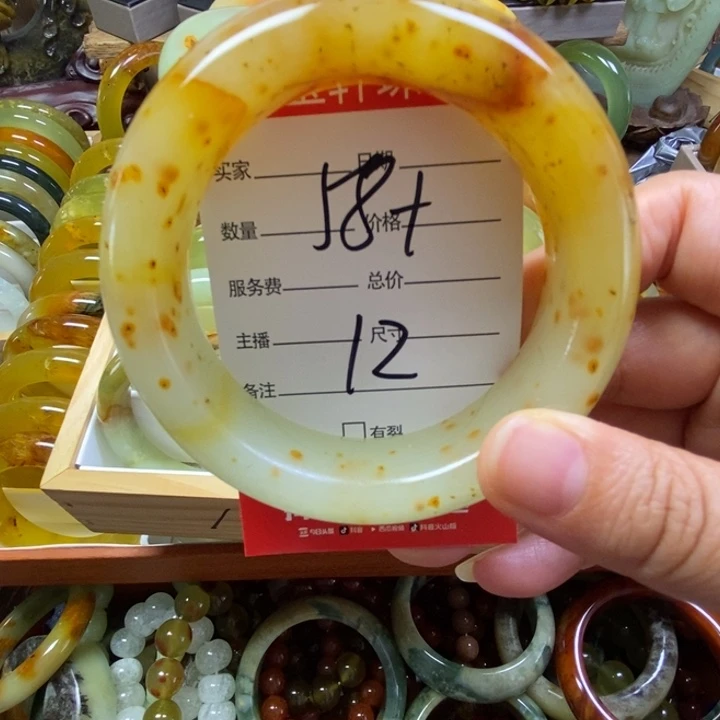 买家 日期
58+
数量 价格
服务费 总价
主播 尺寸
12
备注
有裂